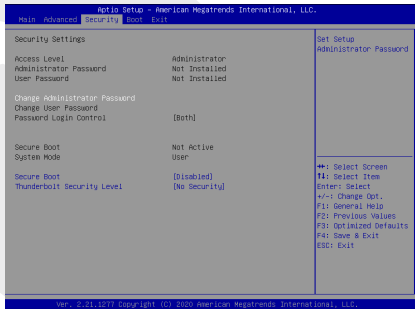 Aptio Setup - American Megatrends International, LLC.
Main Advanced Security Boot Exit
Security Settings
Access Level Administrator
Administrator Password Not Installed
User Password Not Installed
Change Administrator Password
Change User Password
Password Login Control [Both]
Secure Boot Not Active
System Mode User
Secure Boot [Disabled]
Thunderbolt Security Level [No Security]
Set Setup
Administrator Password
→←: Select Screen
↑↓: Select Item
Enter: Select
+/-: Change Opt.
F1: General Help
F2: Previous Values
F3: Optimized Defaults
F4: Save & Exit
ESC: Exit
Ver. 2.21.1277 Copyright (C) 2020 American Megatrends International, LLC.